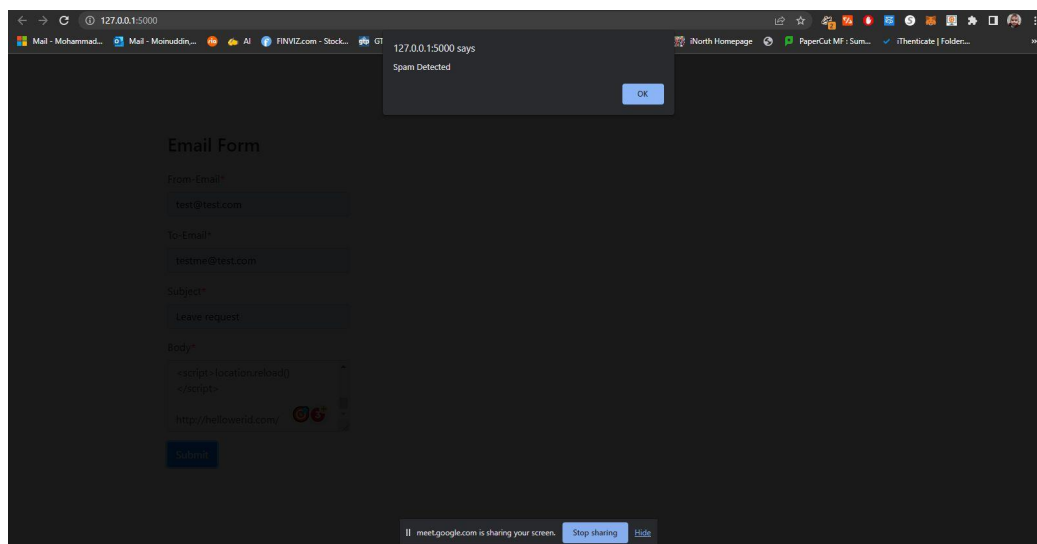 127.0.0.1:5000
Mail - Mohammad... Mail - Moinuddin,... AI FINVIZ.com - Stock... GT iNorth Homepage PaperCut MF : Sum... iThenticate | Folder:... »
127.0.0.1:5000 says
Spam Detected
OK
Email Form
From-Email*
test@test.com
To-Email*
testme@test.com
Subject*
Leave request
Body*
<script>location.reload()
</script>
http://hellowerld.com/
Submit
meet.google.com is sharing your screen. Stop sharing Hide